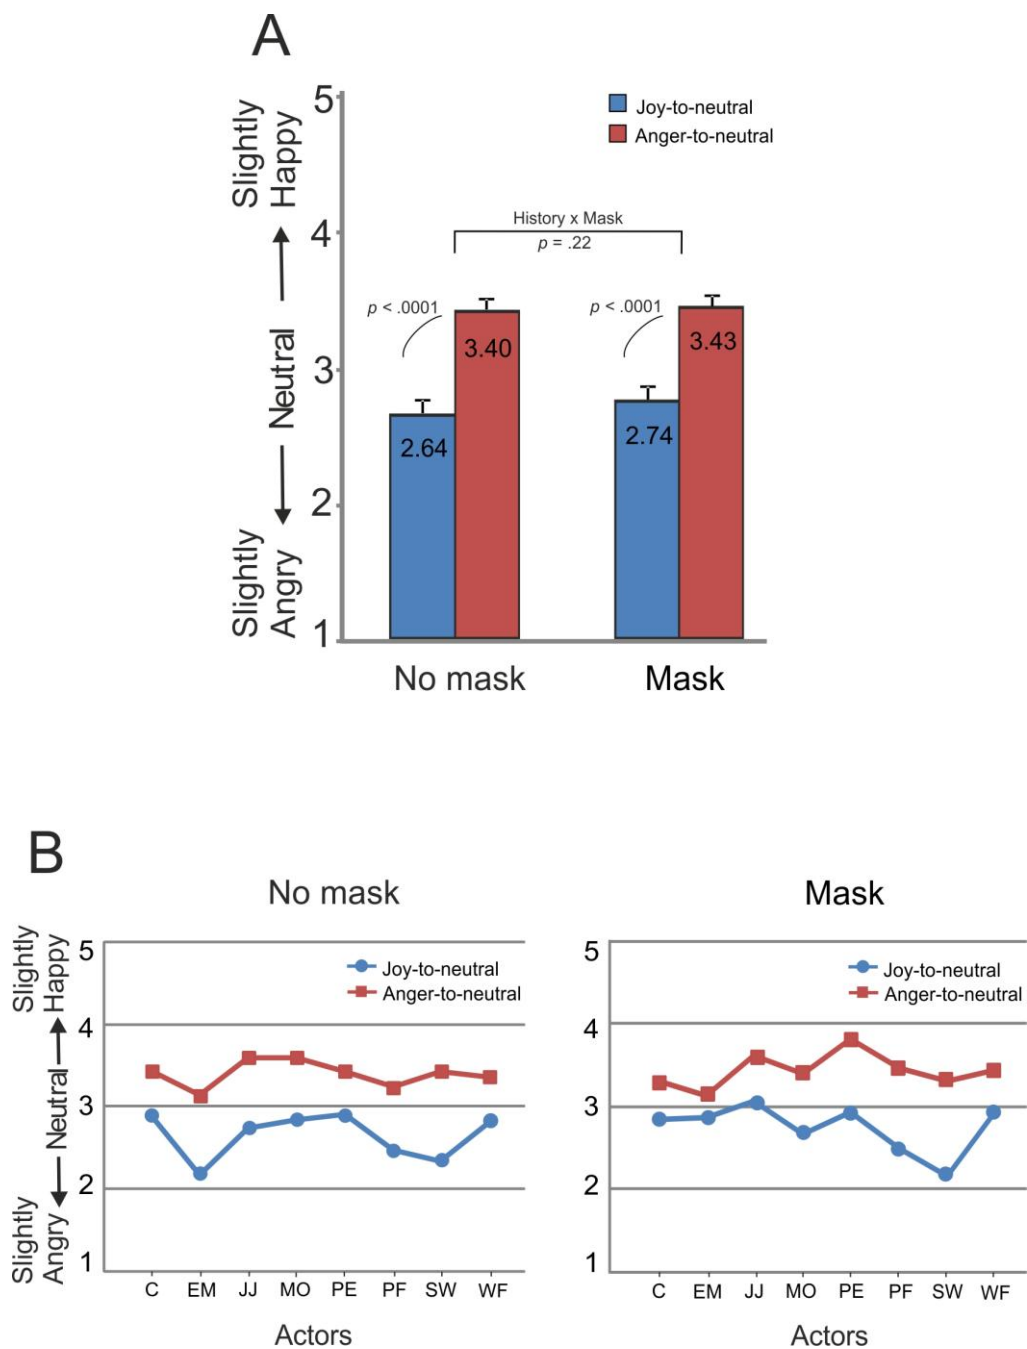 A
Slightly
Happy
Neutral
Slightly
Angry
5
4
3
2
1
Joy-to-neutral
Anger-to-neutral
History x Mask
p = .22
p < .0001
p < .0001
3.40
3.43
2.64
2.74
No mask
Mask
B
No mask
Mask
Slightly
Happy
Neutral
Slightly
Angry
5
4
3
2
1
Joy-to-neutral
Anger-to-neutral
C EM JJ MO PE PF SW WF
Actors
5
4
3
2
1
Joy-to-neutral
Anger-to-neutral
C EM JJ MO PE PF SW WF
Actors